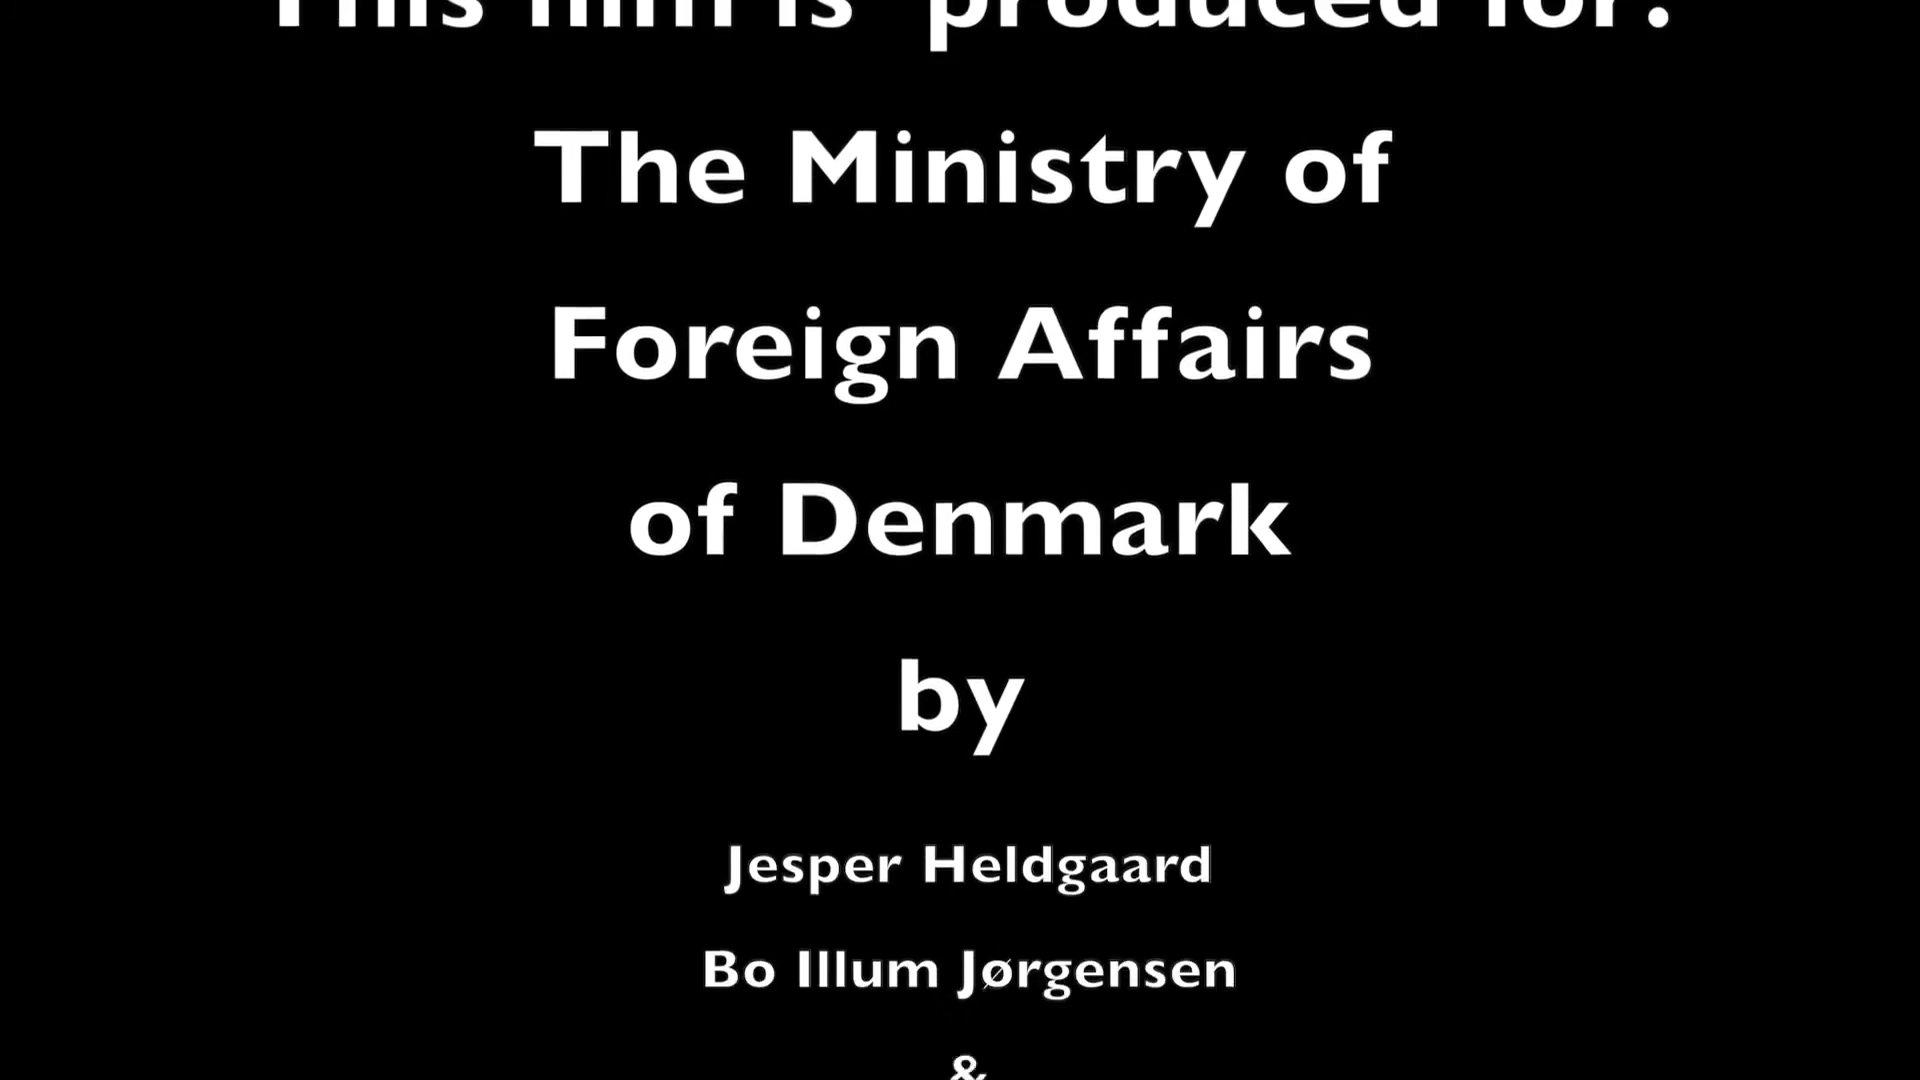 This film is produced for:
The Ministry of
Foreign Affairs
of Denmark
by
Jesper Heldgaard
Bo Illum Jørgensen
&